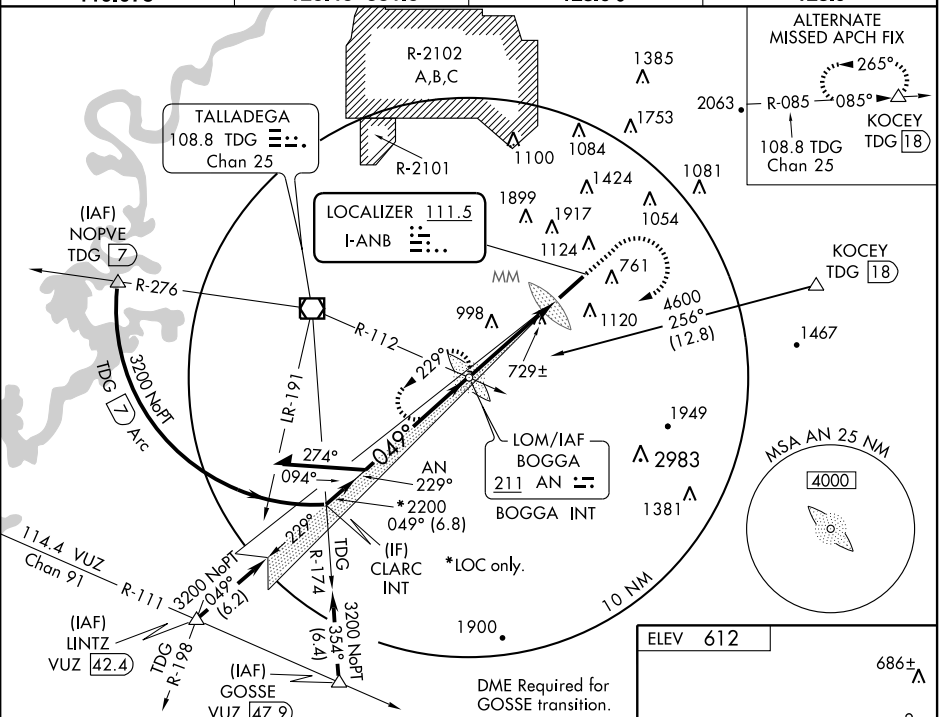 ALTERNATE
MISSED APCH FIX
265°
R-085
085°
KOCEY
TDG 18
108.8 TDG
Chan 25
R-2102
A,B,C
R-2101
TALLADEGA
108.8 TDG
Chan 25
LOCALIZER 111.5
I-ANB
1385
2063
1753
1084
1100
1081
1424
1899
1054
1917
1124
761
MM
998
1120
729±
(IAF)
NOPVE
TDG 7
R-276
R-112
KOCEY
TDG 18
4600
256°
(12.8)
1467
3200 NoPT
TDG 7 Arc
LR-191
229°
049°
274°
094°
AN
229°
*2200
049° (6.8)
LOM/IAF
BOGGA
211 AN
BOGGA INT
1949
2983
1381
MSA AN 25 NM
4000
229°
(IF)
CLARC
INT
*LOC only.
10 NM
114.4 VUZ
Chan 91
R-111
3200 NoPT
049°
(6.2)
TDG
R-174
3200 NoPT
354°
(6.4)
(IAF)
LINTZ
VUZ 42.4
TDG
R-198
(IAF)
GOSSE
VUZ 47.9
1900
DME Required for
GOSSE transition.
ELEV 612
686±